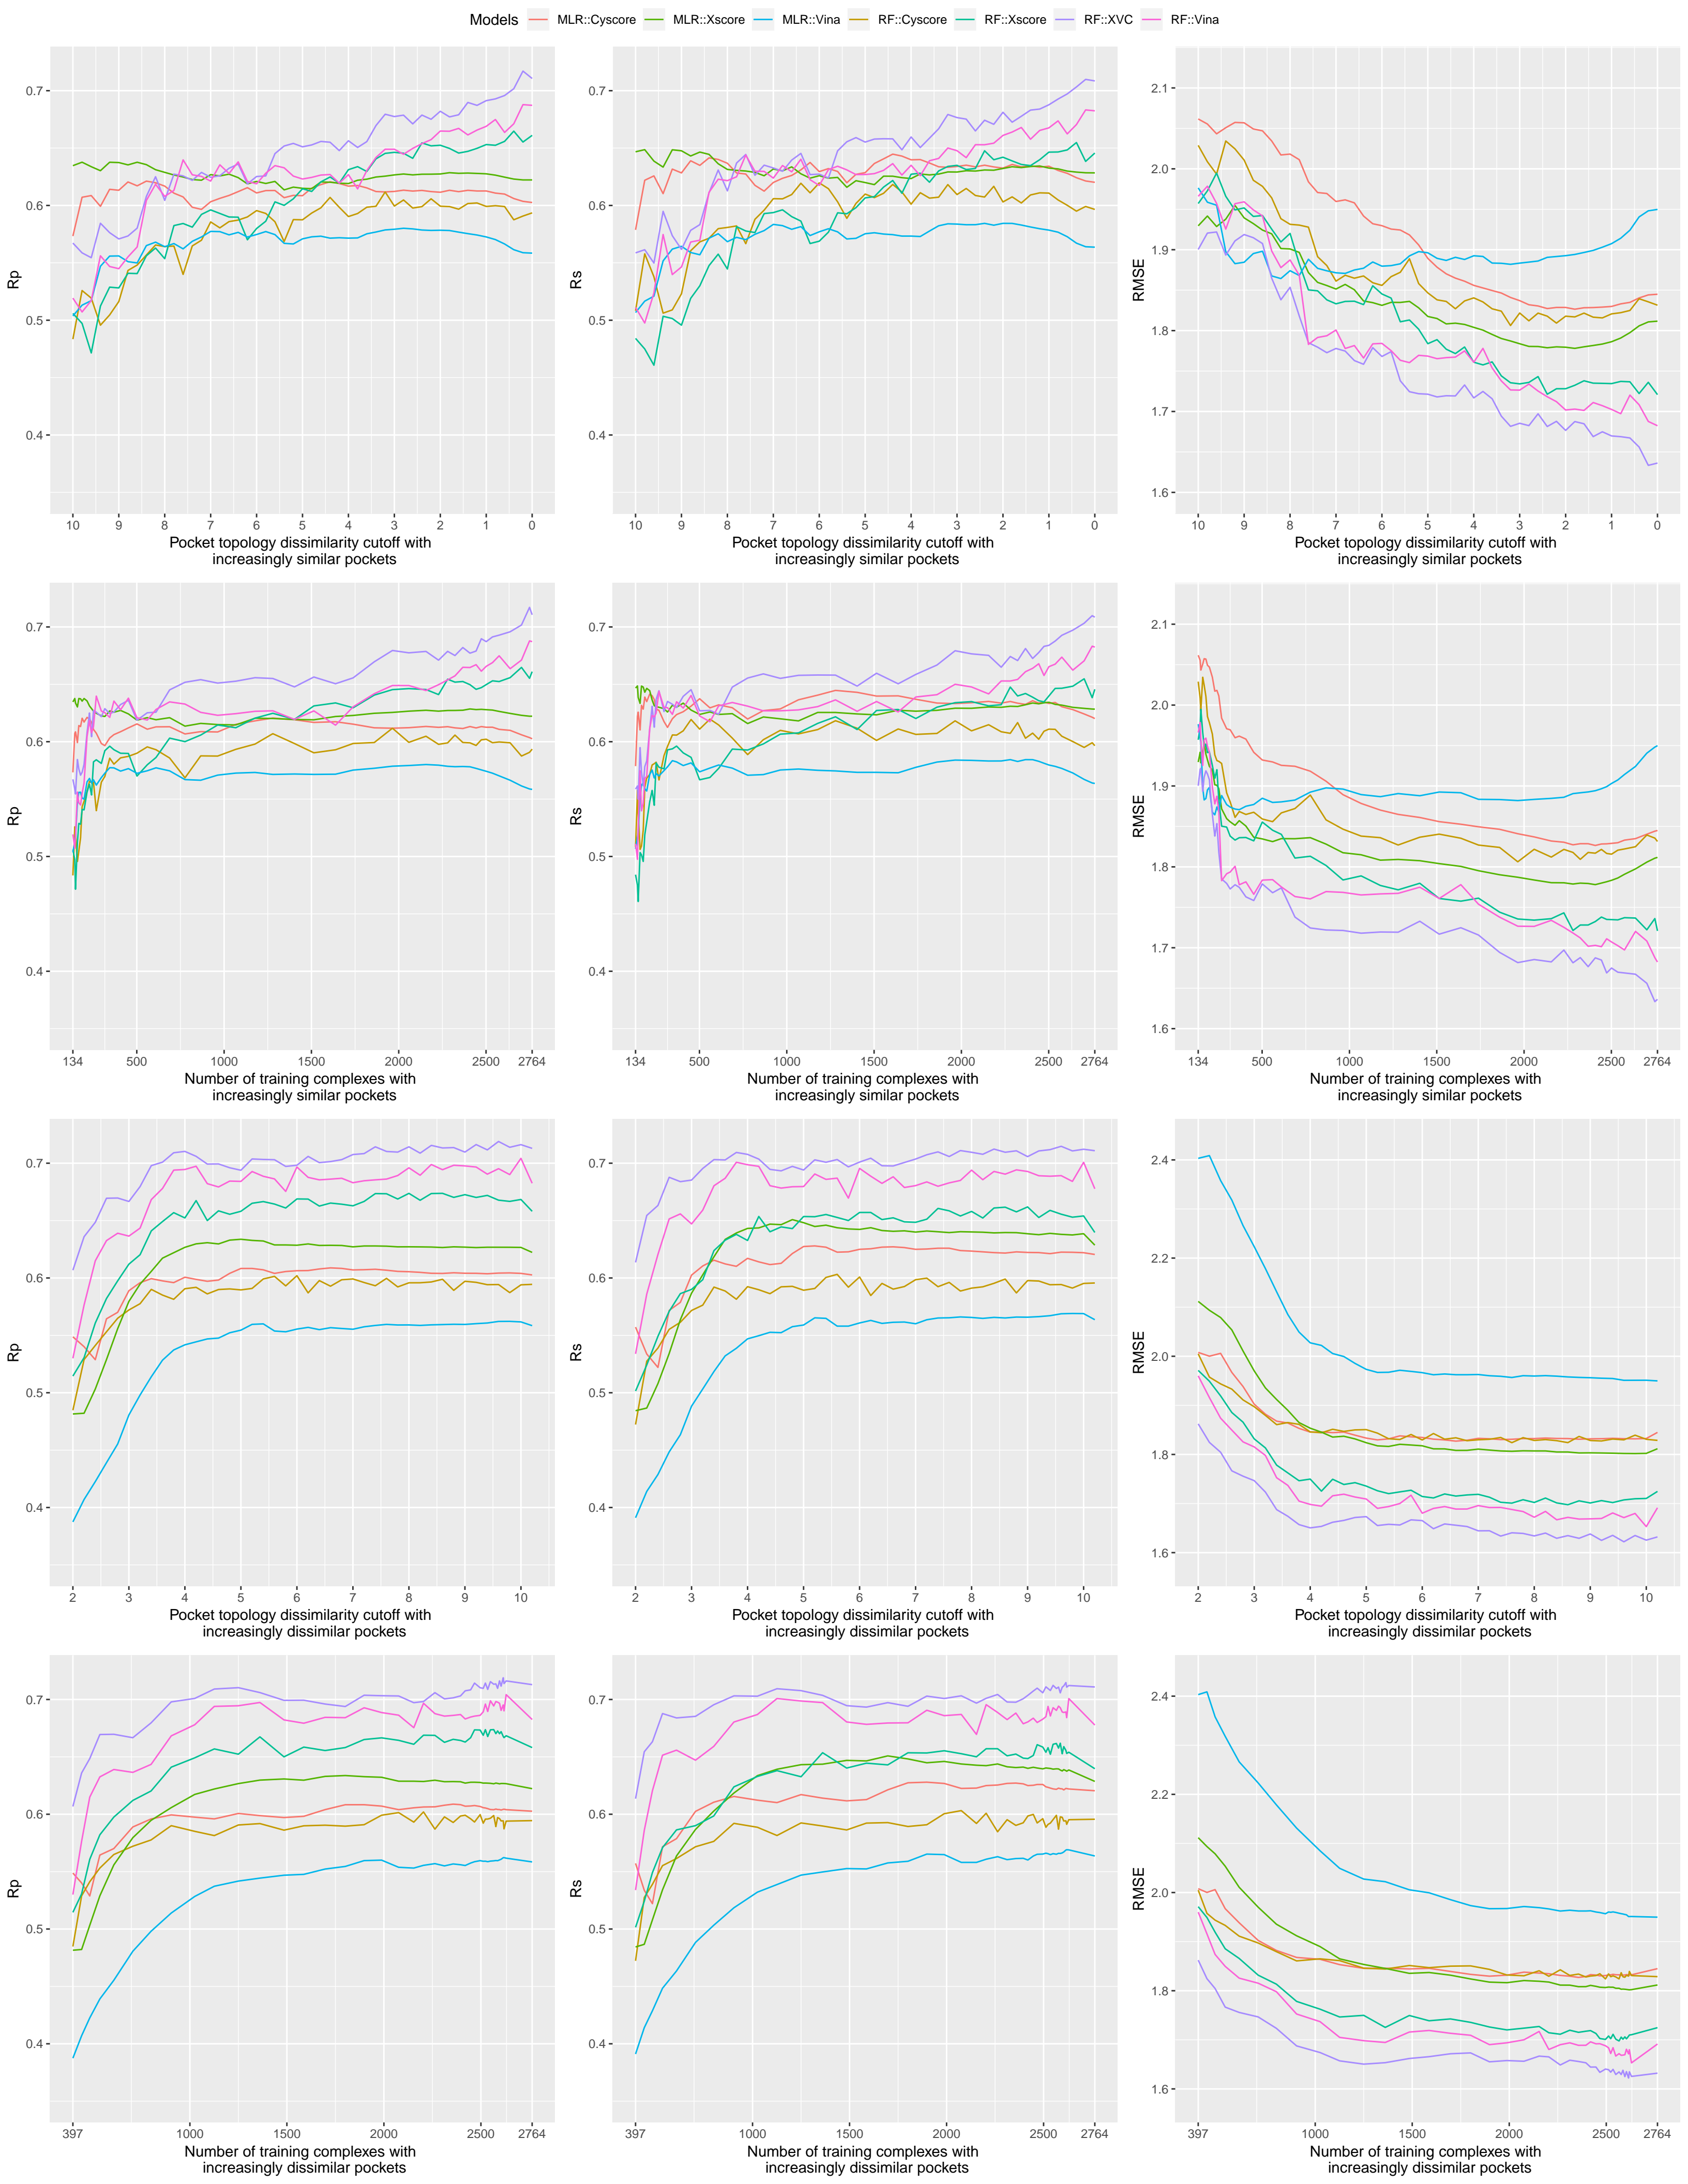 Models MLR::Cyscore MLR::Xscore MLR::Vina RF::Cyscore RF::Xscore RF::XVC RF::Vina
Rp
0.7
0.6
0.5
0.4
10 9 8 7 6 5 4 3 2 1 0
Pocket topology dissimilarity cutoff with
increasingly similar pockets
Rs
0.7
0.6
0.5
0.4
10 9 8 7 6 5 4 3 2 1 0
Pocket topology dissimilarity cutoff with
increasingly similar pockets
RMSE
2.1
2.0
1.9
1.8
1.7
1.6
10 9 8 7 6 5 4 3 2 1 0
Pocket topology dissimilarity cutoff with
increasingly similar pockets
Rp
0.7
0.6
0.5
0.4
134 500 1000 1500 2000 2500 2764
Number of training complexes with
increasingly similar pockets
Rs
0.7
0.6
0.5
0.4
134 500 1000 1500 2000 2500 2764
Number of training complexes with
increasingly similar pockets
RMSE
2.1
2.0
1.9
1.8
1.7
1.6
134 500 1000 1500 2000 2500 2764
Number of training complexes with
increasingly similar pockets
Rp
0.7
0.6
0.5
0.4
2 3 4 5 6 7 8 9 10
Pocket topology dissimilarity cutoff with
increasingly dissimilar pockets
Rs
0.7
0.6
0.5
0.4
2 3 4 5 6 7 8 9 10
Pocket topology dissimilarity cutoff with
increasingly dissimilar pockets
RMSE
2.4
2.2
2.0
1.8
1.6
2 3 4 5 6 7 8 9 10
Pocket topology dissimilarity cutoff with
increasingly dissimilar pockets
Rp
0.7
0.6
0.5
0.4
397 1000 1500 2000 2500 2764
Number of training complexes with
increasingly dissimilar pockets
Rs
0.7
0.6
0.5
0.4
397 1000 1500 2000 2500 2764
Number of training complexes with
increasingly dissimilar pockets
RMSE
2.4
2.2
2.0
1.8
1.6
397 1000 1500 2000 2500 2764
Number of training complexes with
increasingly dissimilar pockets